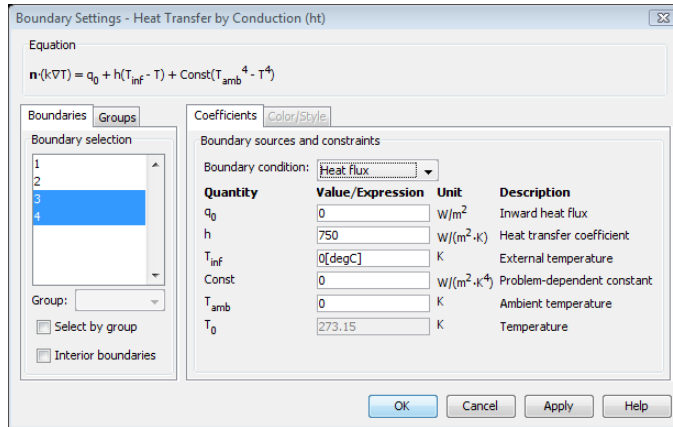 Boundary Settings - Heat Transfer by Conduction (ht)
Equation
n·(k∇T) = q0 + h(Tinf - T) + Const(Tamb^4 - T^4)
Boundaries Groups
Boundary selection
1
2
3
4
Group:
Select by group
Interior boundaries
Coefficients Color/Style
Boundary sources and constraints
Boundary condition: Heat flux
Quantity Value/Expression Unit Description
q0 0 W/m² Inward heat flux
h 750 W/(m²·K) Heat transfer coefficient
Tinf 0[degC] K External temperature
Const 0 W/(m²·K⁴) Problem-dependent constant
Tamb 0 K Ambient temperature
T0 273.15 K Temperature
OK Cancel Apply Help